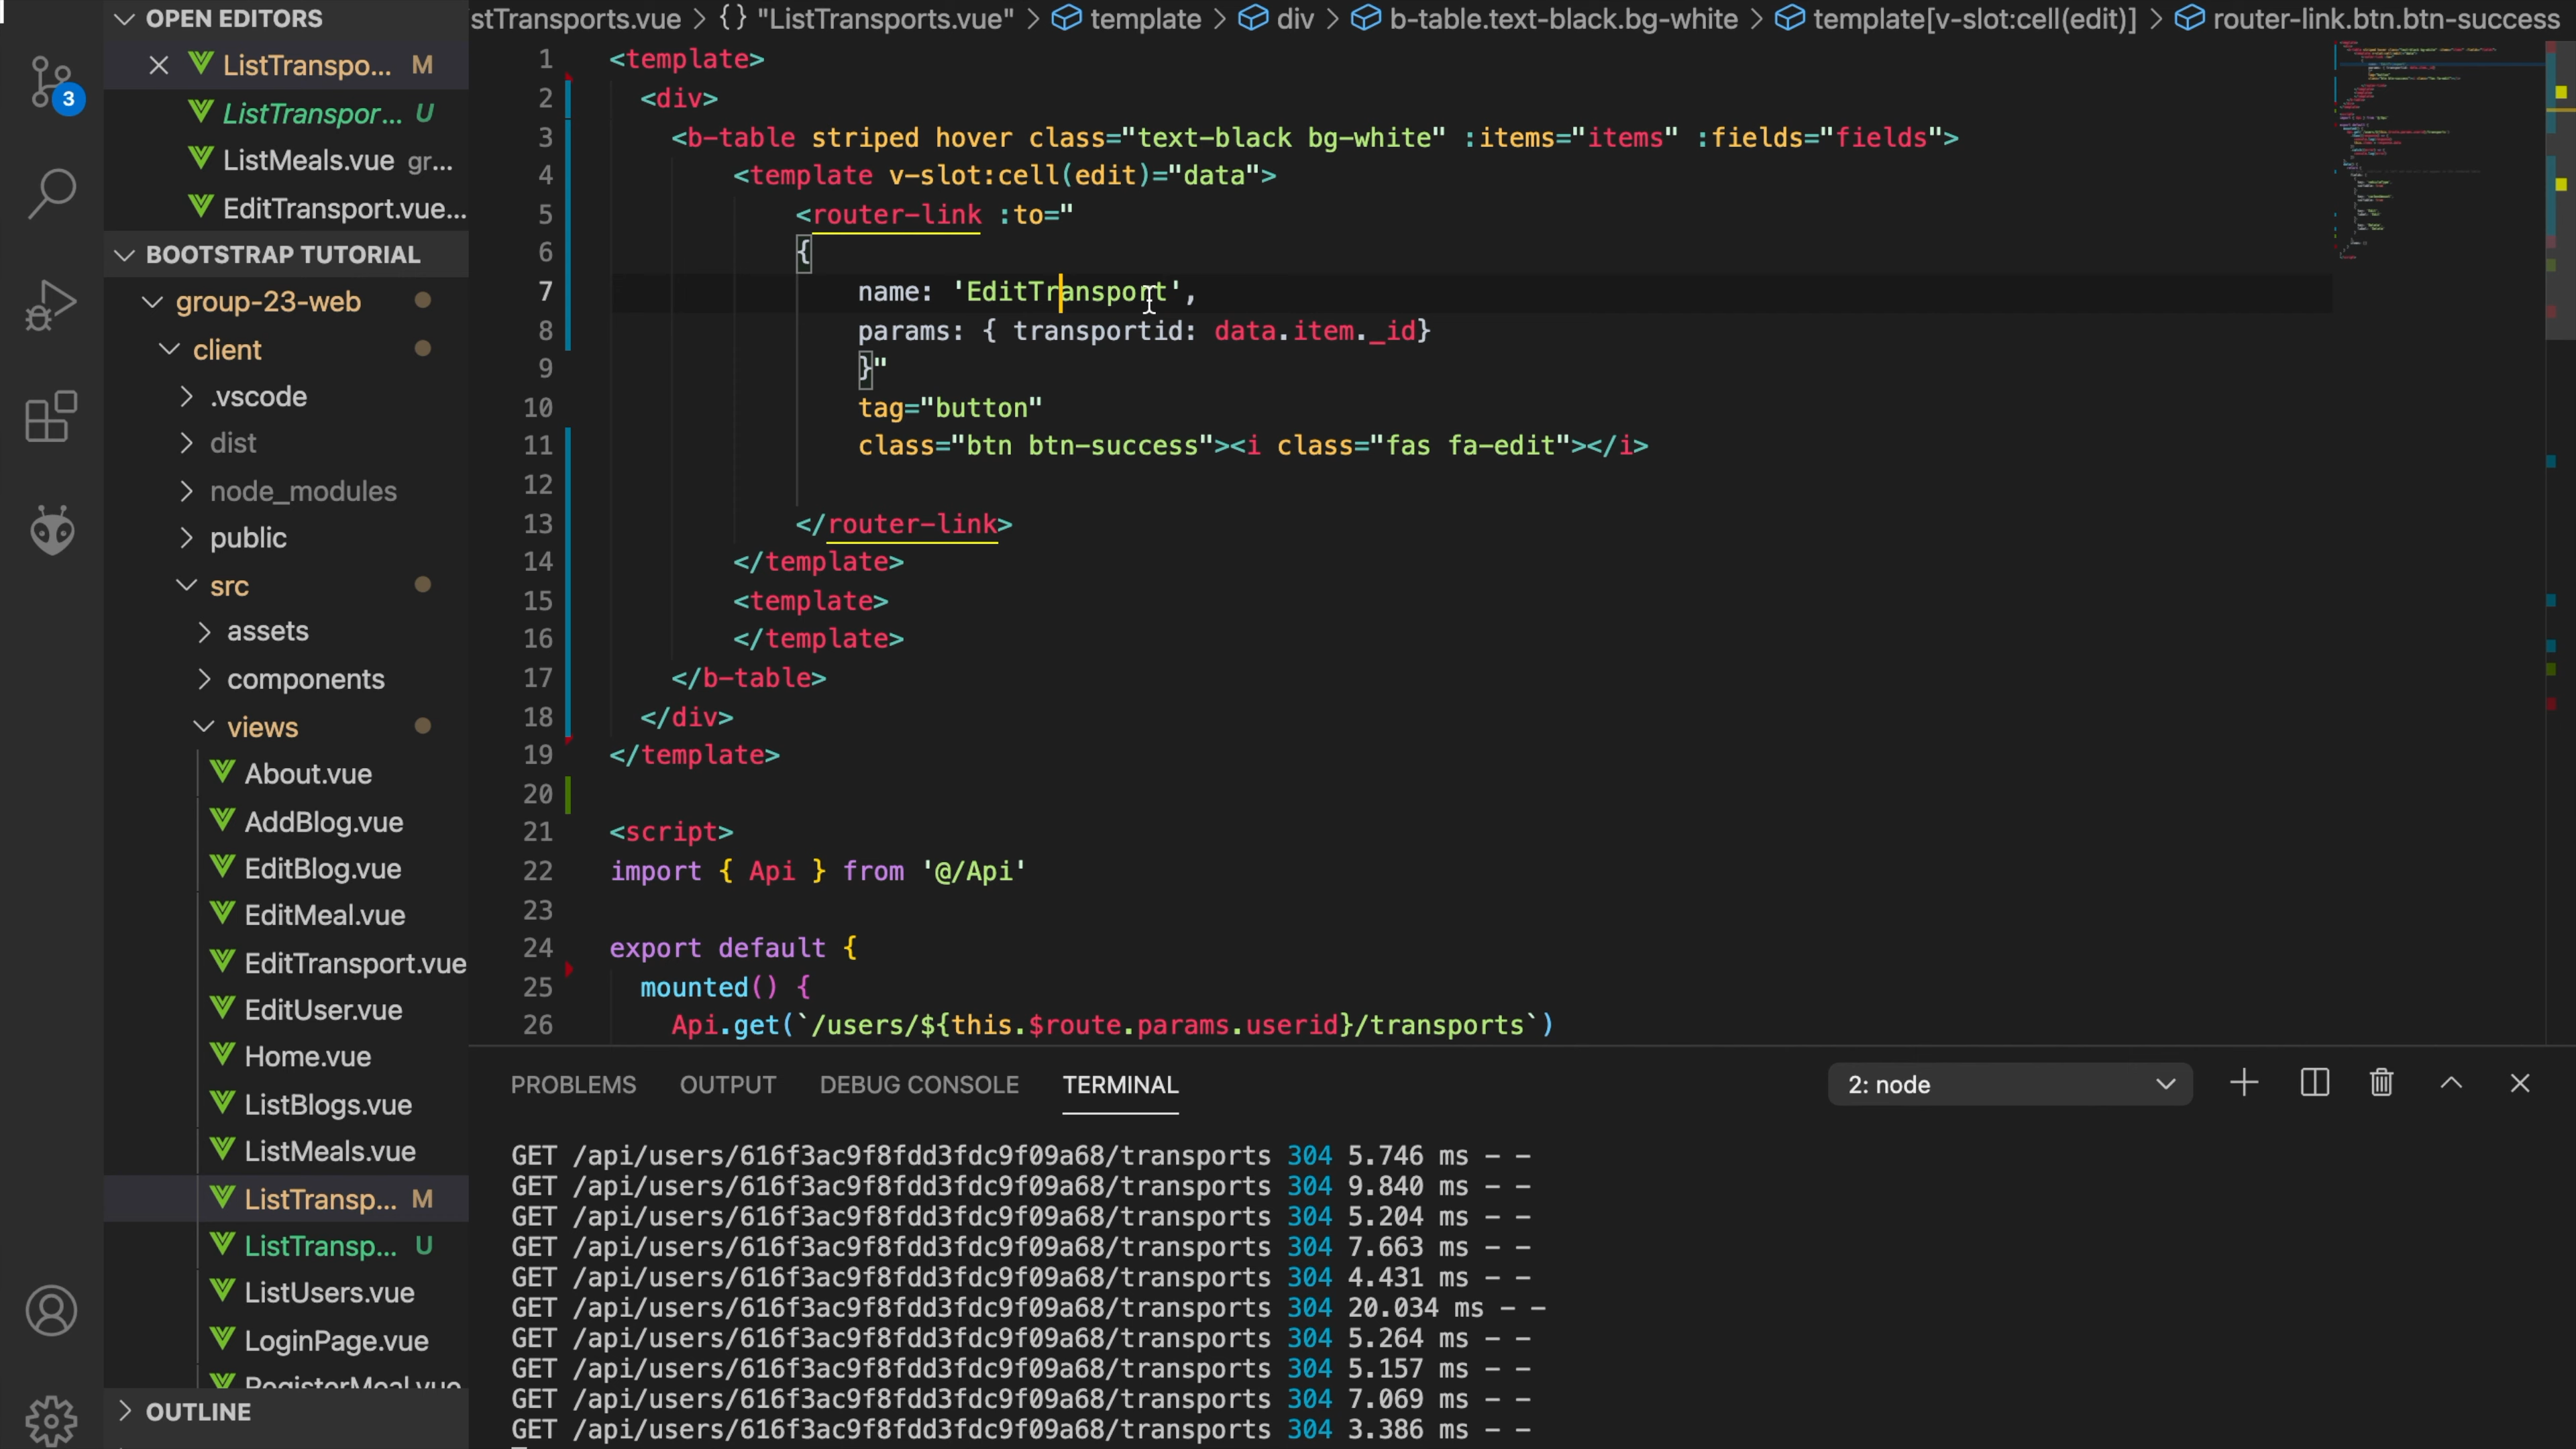 OPEN EDITORS
ListTranspo... M
ListTranspor... U
ListMeals.vue gr...
EditTransport.vue...
BOOTSTRAP TUTORIAL
group-23-web
client
.vscode
dist
node_modules
public
src
assets
components
views
About.vue
AddBlog.vue
EditBlog.vue
EditMeal.vue
EditTransport.vue
EditUser.vue
Home.vue
ListBlogs.vue
ListMeals.vue
ListTransp... M
ListTransp... U
ListUsers.vue
LoginPage.vue
RegisterMeal.vue
OUTLINE
3
stTransports.vue > {} "ListTransports.vue" > template > div > b-table.text-black.bg-white > template[v-slot:cell(edit)] > router-link.btn.btn-success
1 <template>
2 <div>
3 <b-table striped hover class="text-black bg-white" :items="items" :fields="fields">
4 <template v-slot:cell(edit)="data">
5 <router-link :to="
6 {
7 name: 'EditTransport',
8 params: { transportid: data.item._id}
9 }"
10 tag="button"
11 class="btn btn-success"><i class="fas fa-edit"></i>
12
13 </router-link>
14 </template>
15 <template>
16 </template>
17 </b-table>
18 </div>
19 </template>
20
21 <script>
22 import { Api } from '@/Api'
23
24 export default {
25 mounted() {
26 Api.get(`/users/${this.$route.params.userid}/transports`)
PROBLEMS OUTPUT DEBUG CONSOLE TERMINAL 2: node
GET /api/users/616f3ac9f8fdd3fdc9f09a68/transports 304 5.746 ms - -
GET /api/users/616f3ac9f8fdd3fdc9f09a68/transports 304 9.840 ms - -
GET /api/users/616f3ac9f8fdd3fdc9f09a68/transports 304 5.204 ms - -
GET /api/users/616f3ac9f8fdd3fdc9f09a68/transports 304 7.663 ms - -
GET /api/users/616f3ac9f8fdd3fdc9f09a68/transports 304 4.431 ms - -
GET /api/users/616f3ac9f8fdd3fdc9f09a68/transports 304 20.034 ms - -
GET /api/users/616f3ac9f8fdd3fdc9f09a68/transports 304 5.264 ms - -
GET /api/users/616f3ac9f8fdd3fdc9f09a68/transports 304 5.157 ms - -
GET /api/users/616f3ac9f8fdd3fdc9f09a68/transports 304 7.069 ms - -
GET /api/users/616f3ac9f8fdd3fdc9f09a68/transports 304 3.386 ms - -